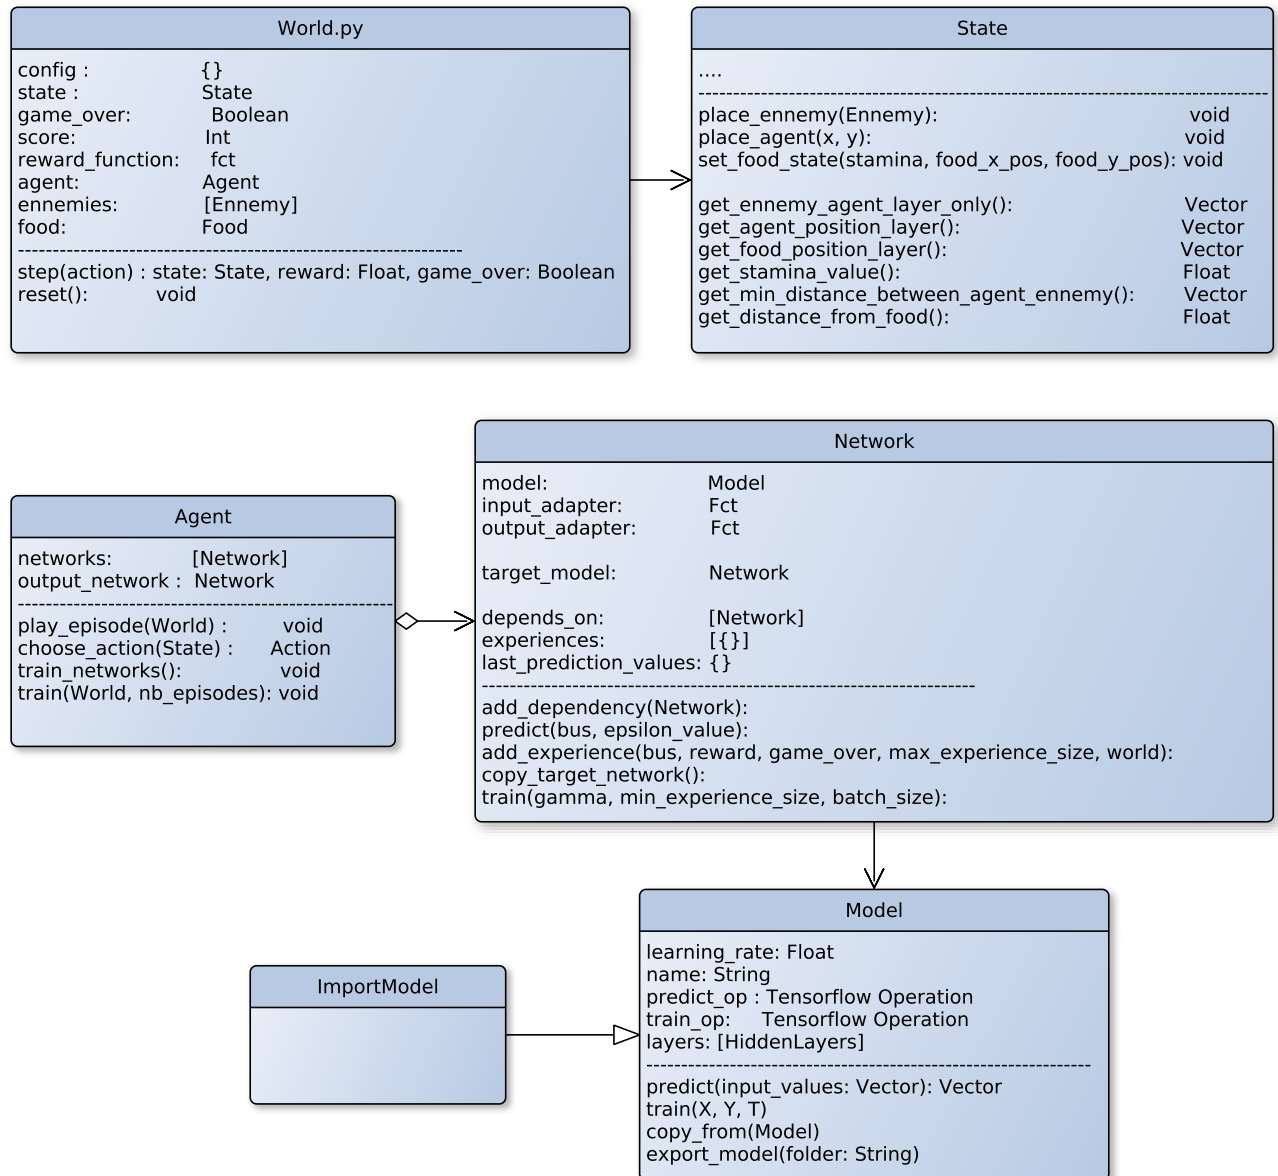 World.py
config : {}
state : State
game_over: Boolean
score: Int
reward_function: fct
agent: Agent
ennemies: [Ennemy]
food: Food
--------------------------------------------------------------------
step(action) : state: State, reward: Float, game_over: Boolean
reset(): void
State
....
--------------------------------------------------------------------------------------
place_ennemy(Ennemy): void
place_agent(x, y): void
set_food_state(stamina, food_x_pos, food_y_pos): void
get_ennemy_agent_layer_only(): Vector
get_agent_position_layer(): Vector
get_food_position_layer(): Vector
get_stamina_value(): Float
get_min_distance_between_agent_ennemy(): Vector
get_distance_from_food(): Float
Agent
networks: [Network]
output_network : Network
---------------------------------------------------------
play_episode(World) : void
choose_action(State) : Action
train_networks(): void
train(World, nb_episodes): void
Network
model: Model
input_adapter: Fct
output_adapter: Fct
target_model: Network
depends_on: [Network]
experiences: [{}]
last_prediction_values: {}
---------------------------------------------------------------------------
add_dependency(Network):
predict(bus, epsilon_value):
add_experience(bus, reward, game_over, max_experience_size, world):
copy_target_network():
train(gamma, min_experience_size, batch_size):
ImportModel
Model
learning_rate: Float
name: String
predict_op : Tensorflow Operation
train_op: Tensorflow Operation
layers: [HiddenLayers]
--------------------------------------------------------------------
predict(input_values: Vector): Vector
train(X, Y, T)
copy_from(Model)
export_model(folder: String)